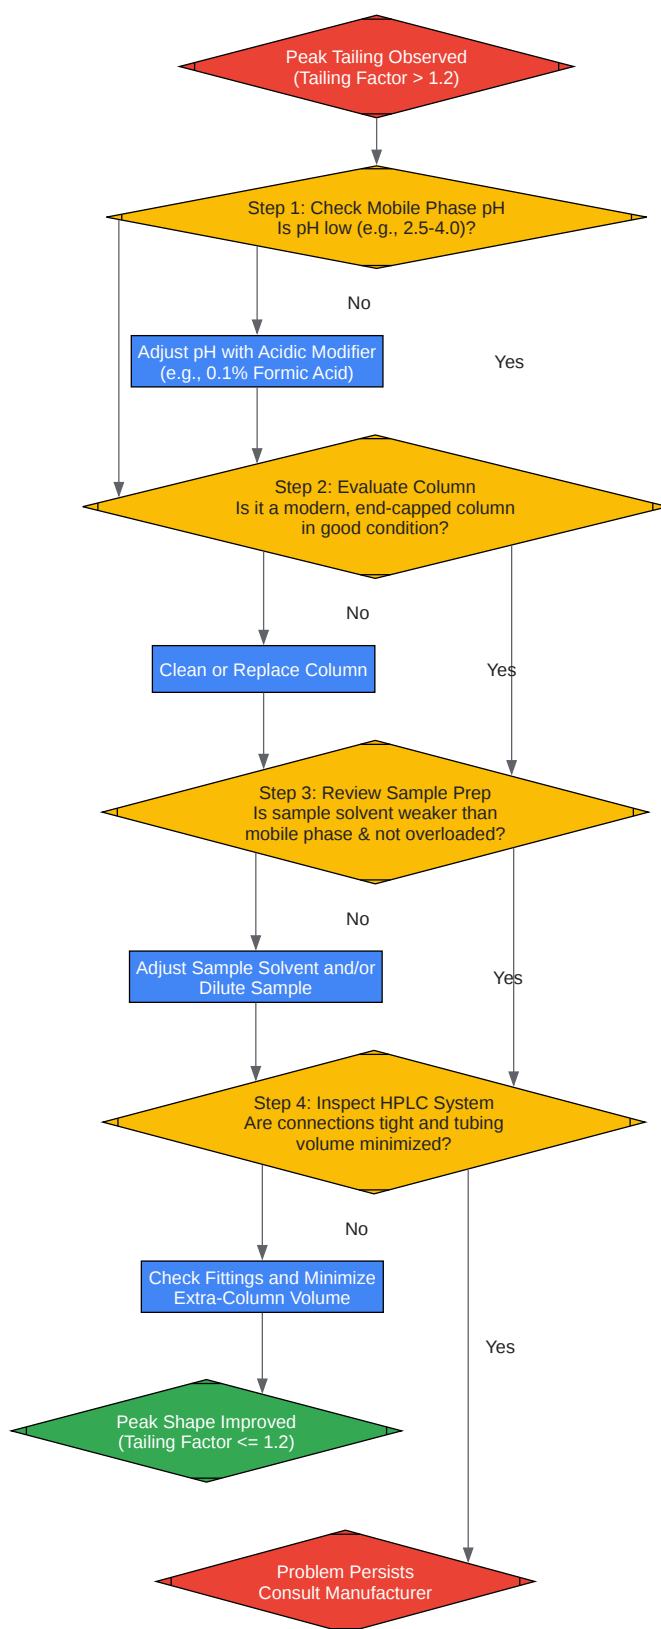 Peak Tailing Observed
(Tailing Factor > 1.2)
Step 1: Check Mobile Phase pH
Is pH low (e.g., 2.5-4.0)?
No
Adjust pH with Acidic Modifier
(e.g., 0.1% Formic Acid)
Yes
Step 2: Evaluate Column
Is it a modern, end-capped column
in good condition?
No
Clean or Replace Column
Yes
Step 3: Review Sample Prep
Is sample solvent weaker than
mobile phase & not overloaded?
No
Adjust Sample Solvent and/or
Dilute Sample
Yes
Step 4: Inspect HPLC System
Are connections tight and tubing
volume minimized?
No
Check Fittings and Minimize
Extra-Column Volume
Yes
Peak Shape Improved
(Tailing Factor <= 1.2)
Problem Persists
Consult Manufacturer